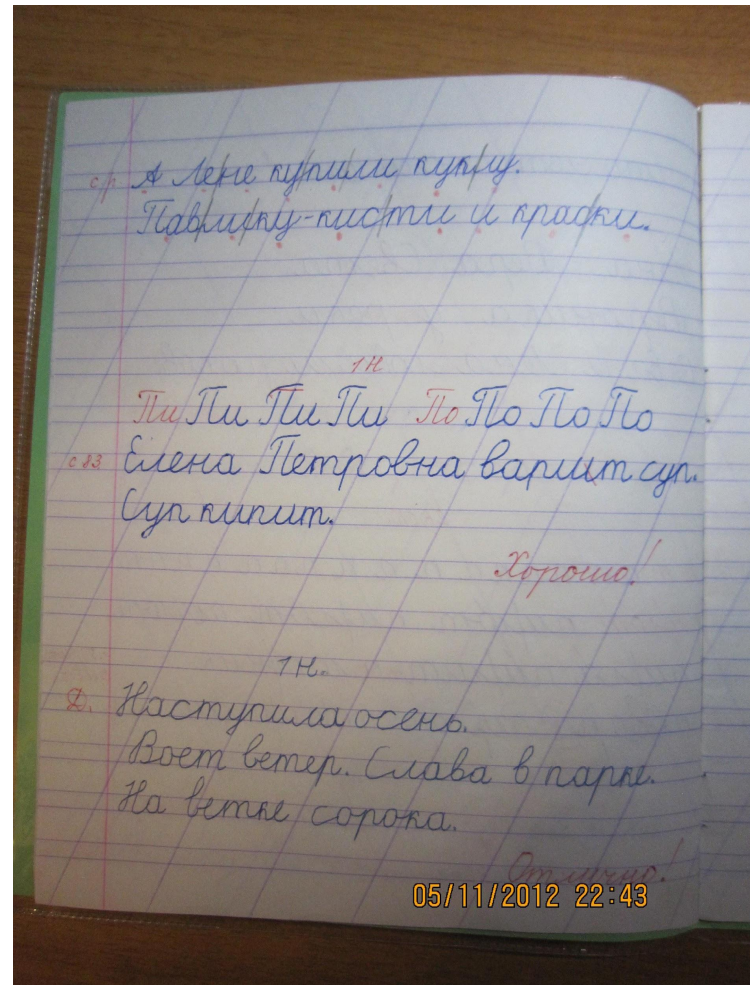 с/р А Лене купили куклу.
Павлику-кисти и краски.
1 н
Пи Пи Пи Пи По По По По
с 83 Елена Петровна варит суп.
Суп кипит.
Хорошо!
1 н.
Д. Наступила осень.
Воет ветер. Слава в парке.
На ветке сорока.
Отлично!
05/11/2012 22:43